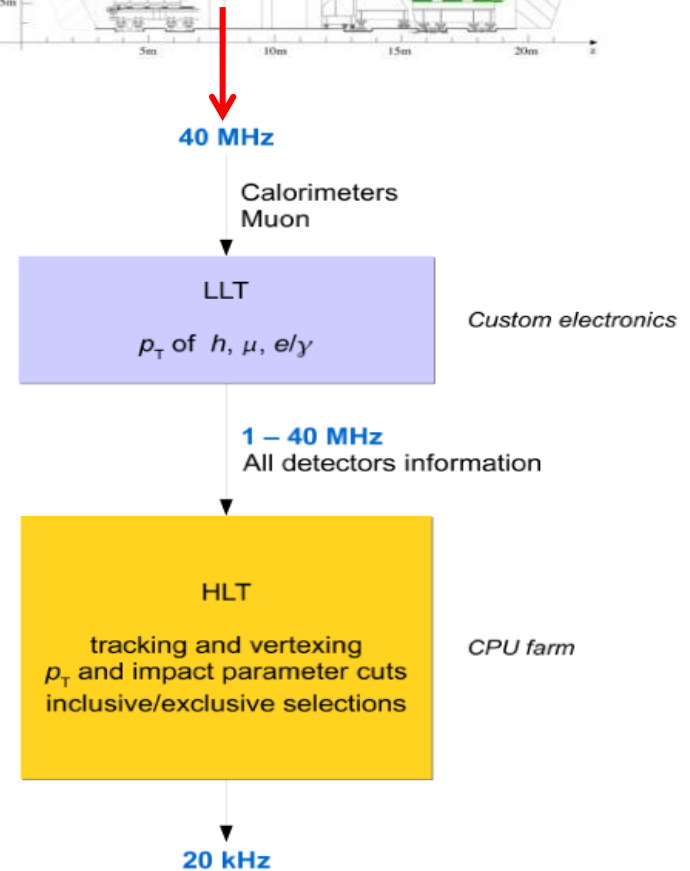 5m
5m 10m 15m 20m z
40 MHz
Calorimeters
Muon
LLT
pT of h, μ, e/γ
Custom electronics
1 – 40 MHz
All detectors information
HLT
tracking and vertexing
pT and impact parameter cuts
inclusive/exclusive selections
CPU farm
20 kHz